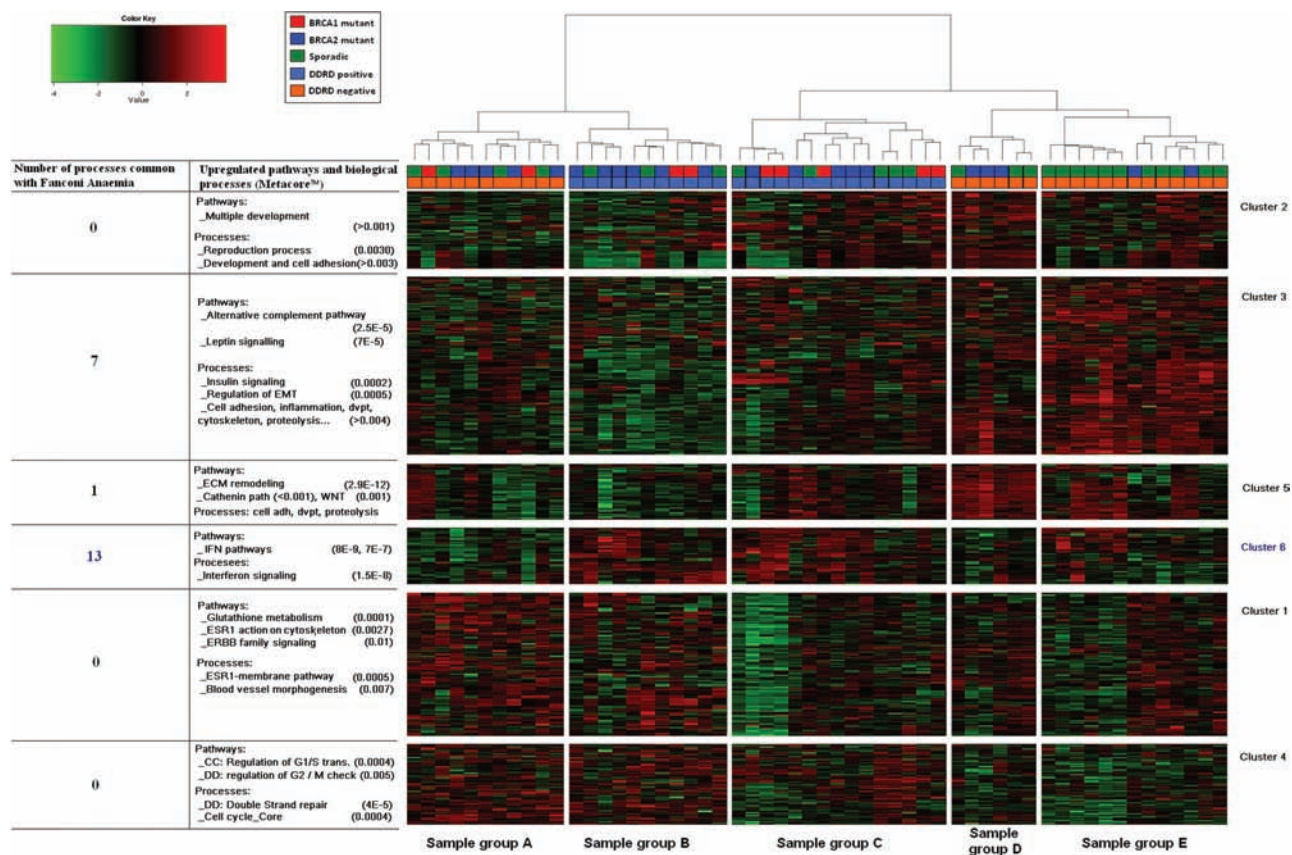 Color Key
-4
-2
0
2
Value
BRCA1 mutant
BRCA2 mutant
Sporadic
DDRD positive
DDRD negative
Number of processes common
with Fanconi Anaemia
Upregulated pathways and biological
processes (Metacore™)
0
Pathways:
_Multiple development
(>0.001)
Processes:
_Reproduction process (0.0030)
_Development and cell adhesion(>0.003)
Cluster 2
7
Pathways:
_Alternative complement pathway
(2.5E-5)
_Leptin signalling (7E-5)
Processes:
_Insulin signaling (0.0002)
_Regulation of EMT (0.0005)
_Cell adhesion, inflammation, dvpt,
cytoskeleton, proteolysis... (>0.004)
Cluster 3
1
Pathways:
_ECM remodeling (2.9E-12)
_Cathenin path (<0.001), WNT (0.001)
Processes: cell adh, dvpt, proteolysis
Cluster 5
13
Pathways:
_IFN pathways (8E-9, 7E-7)
Procesees:
_Interferon signaling (1.5E-8)
Cluster 6
0
Pathways:
_Glutathione metabolism (0.0001)
_ESR1 action on cytoskeleton (0.0027)
_ERBB family signaling (0.01)
Processes:
_ESR1-membrane pathway (0.0005)
_Blood vessel morphogenesis (0.007)
Cluster 1
0
Pathways:
_CC: Regulation of G1/S trans. (0.0004)
_DD: regulation of G2 / M check (0.005)
Processes:
_DD: Double Strand repair (4E-5)
_Cell cycle_Core (0.0004)
Cluster 4
Sample group A
Sample group B
Sample group C
Sample
group D
Sample group E